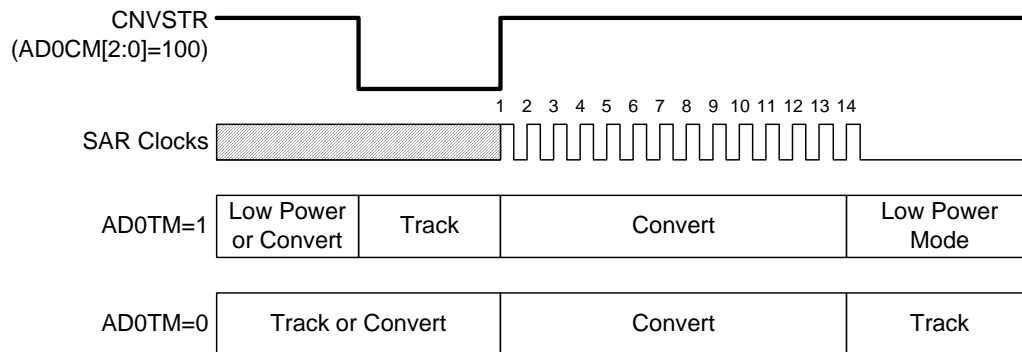 CNVSTR
(AD0CM[2:0]=100)
1 2 3 4 5 6 7 8 9 10 11 12 13 14
SAR Clocks
AD0TM=1
Low Power
or Convert
Track
Convert
Low Power
Mode
AD0TM=0
Track or Convert
Convert
Track